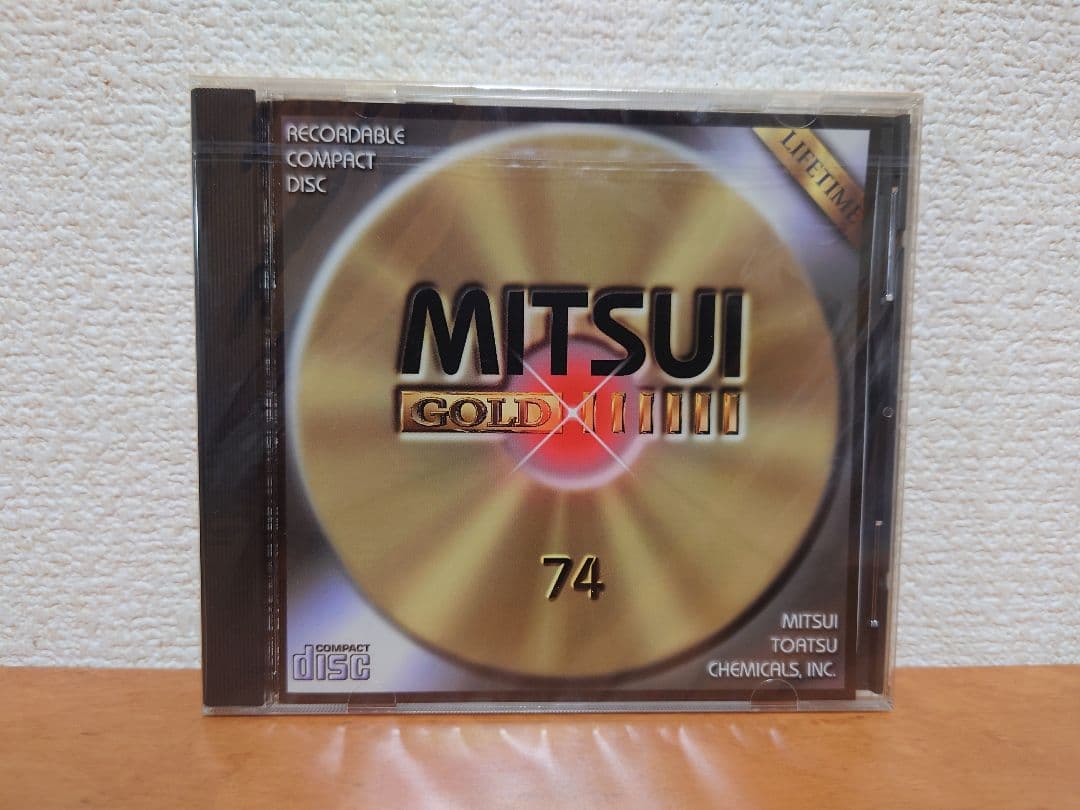 RECORDABLE
COMPACT
DISC
LIFETIME
MITSUI
GOLD
74
COMPACT
disc
MITSUI
TOATSU
CHEMICALS, INC.